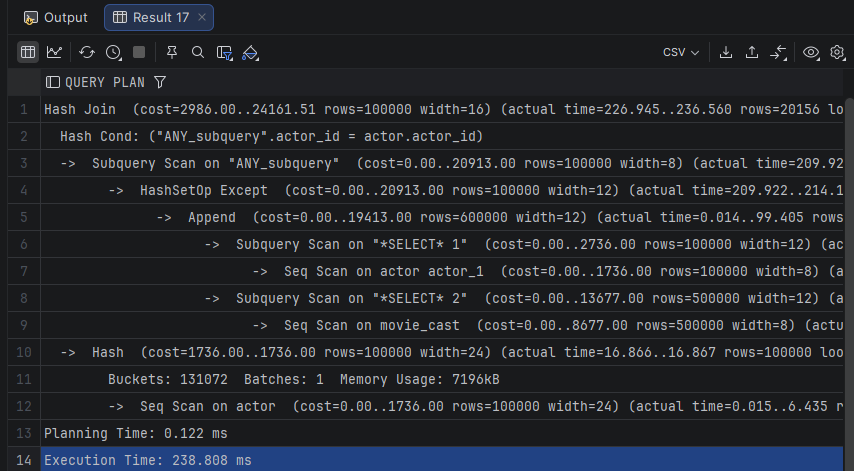 Output
Result 17
CSV
QUERY PLAN
1 Hash Join (cost=2986.00..24161.51 rows=100000 width=16) (actual time=226.945..236.560 rows=20156 lo
2 Hash Cond: ("ANY_subquery".actor_id = actor.actor_id)
3 -> Subquery Scan on "ANY_subquery" (cost=0.00..20913.00 rows=100000 width=8) (actual time=209.92
4 -> HashSetOp Except (cost=0.00..20913.00 rows=100000 width=12) (actual time=209.922..214.1
5 -> Append (cost=0.00..19413.00 rows=600000 width=12) (actual time=0.014..99.405 rows
6 -> Subquery Scan on "*SELECT* 1" (cost=0.00..2736.00 rows=100000 width=12) (ac
7 -> Seq Scan on actor actor_1 (cost=0.00..1736.00 rows=100000 width=8) (a
8 -> Subquery Scan on "*SELECT* 2" (cost=0.00..13677.00 rows=500000 width=12) (a
9 -> Seq Scan on movie_cast (cost=0.00..8677.00 rows=500000 width=8) (actu
10 -> Hash (cost=1736.00..1736.00 rows=100000 width=24) (actual time=16.866..16.867 rows=100000 loo
11 Buckets: 131072 Batches: 1 Memory Usage: 7196kB
12 -> Seq Scan on actor (cost=0.00..1736.00 rows=100000 width=24) (actual time=0.015..6.435 r
13 Planning Time: 0.122 ms
14 Execution Time: 238.808 ms